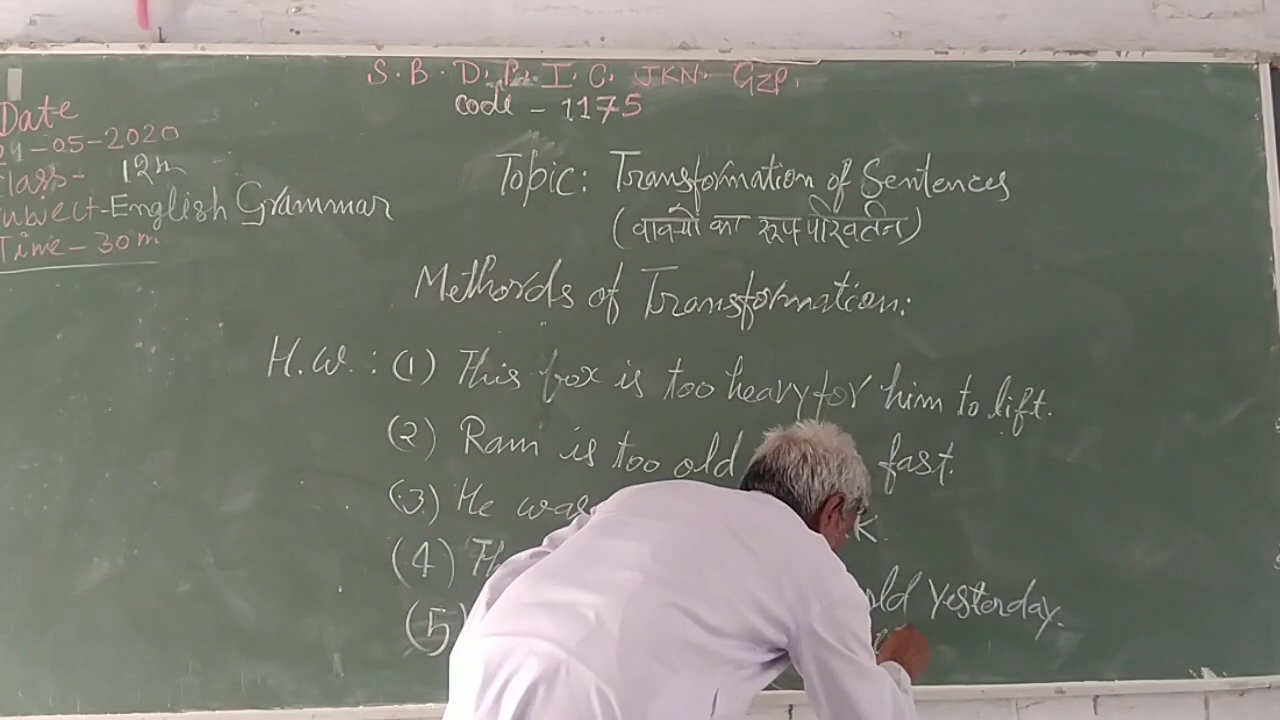 S. B. D. P. I. C. JKN. GZP.
code - 1175
Date
21-05-2020
Class- 12th
Subject-English Grammar
Time-30m
Topic: Transformation of Sentences
(वाक्यों का रूप परिवर्तन)
Methords of Transformation:
H.W.: (1) This box is too heavy for him to lift.
(2) Ram is too old fast.
(3) He was
(4)
old Yesterday.
(5)